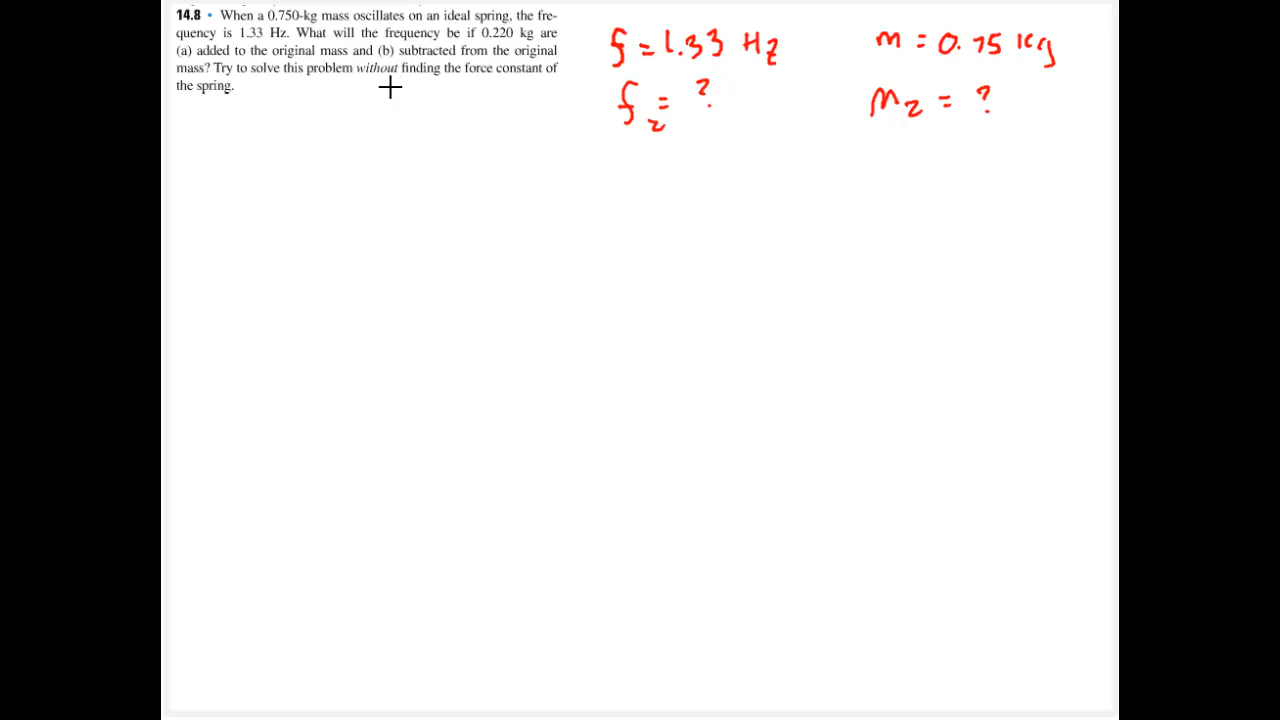 14.8 • When a 0.750-kg mass oscillates on an ideal spring, the fre-
quency is 1.33 Hz. What will the frequency be if 0.220 kg are
(a) added to the original mass and (b) subtracted from the original
mass? Try to solve this problem without finding the force constant of
the spring.
f = 1.33 Hz
m = 0.75 kg
f2 = ?
m2 = ?